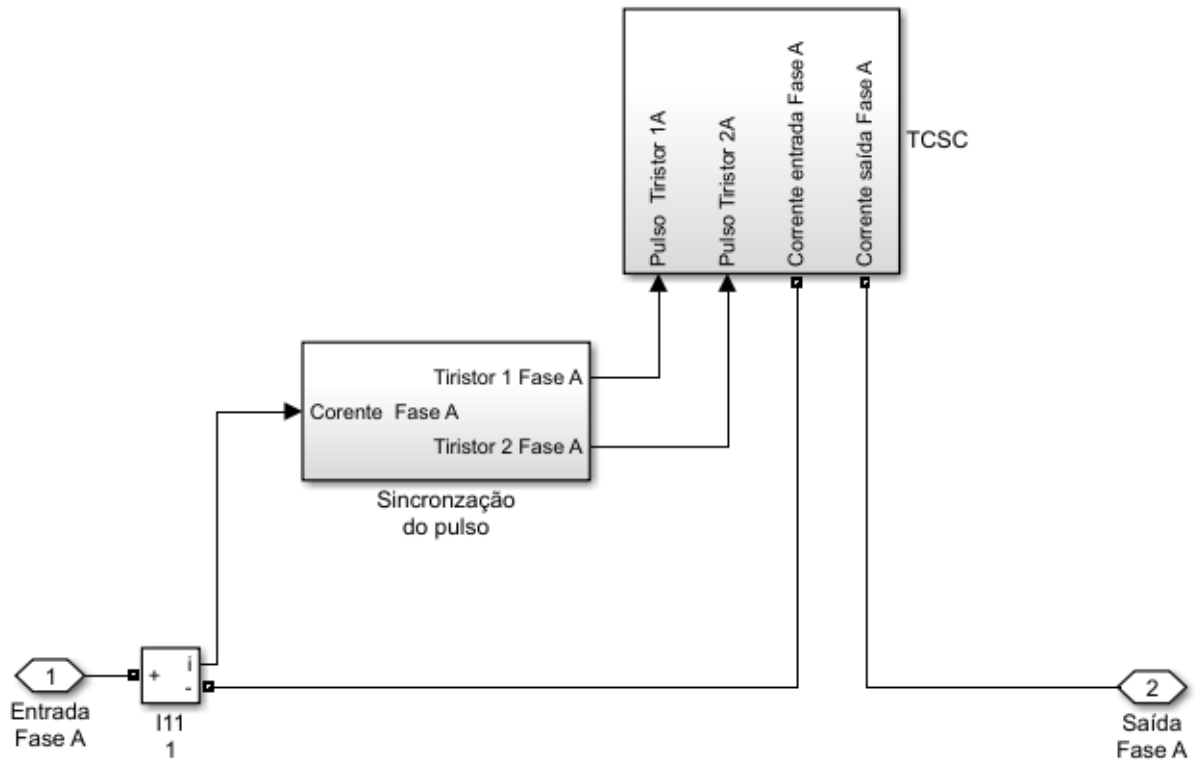 Pulso  Tiristor 1A
Pulso Tiristor 2A
Corrente entrada Fase A
Corrente saída Fase A
TCSC
Tiristor 1 Fase A
Corente  Fase A
Tiristor 2 Fase A
Sincronzação
do pulso
1
Entrada
Fase A
+
i
-
I11
1
2
Saída
Fase A